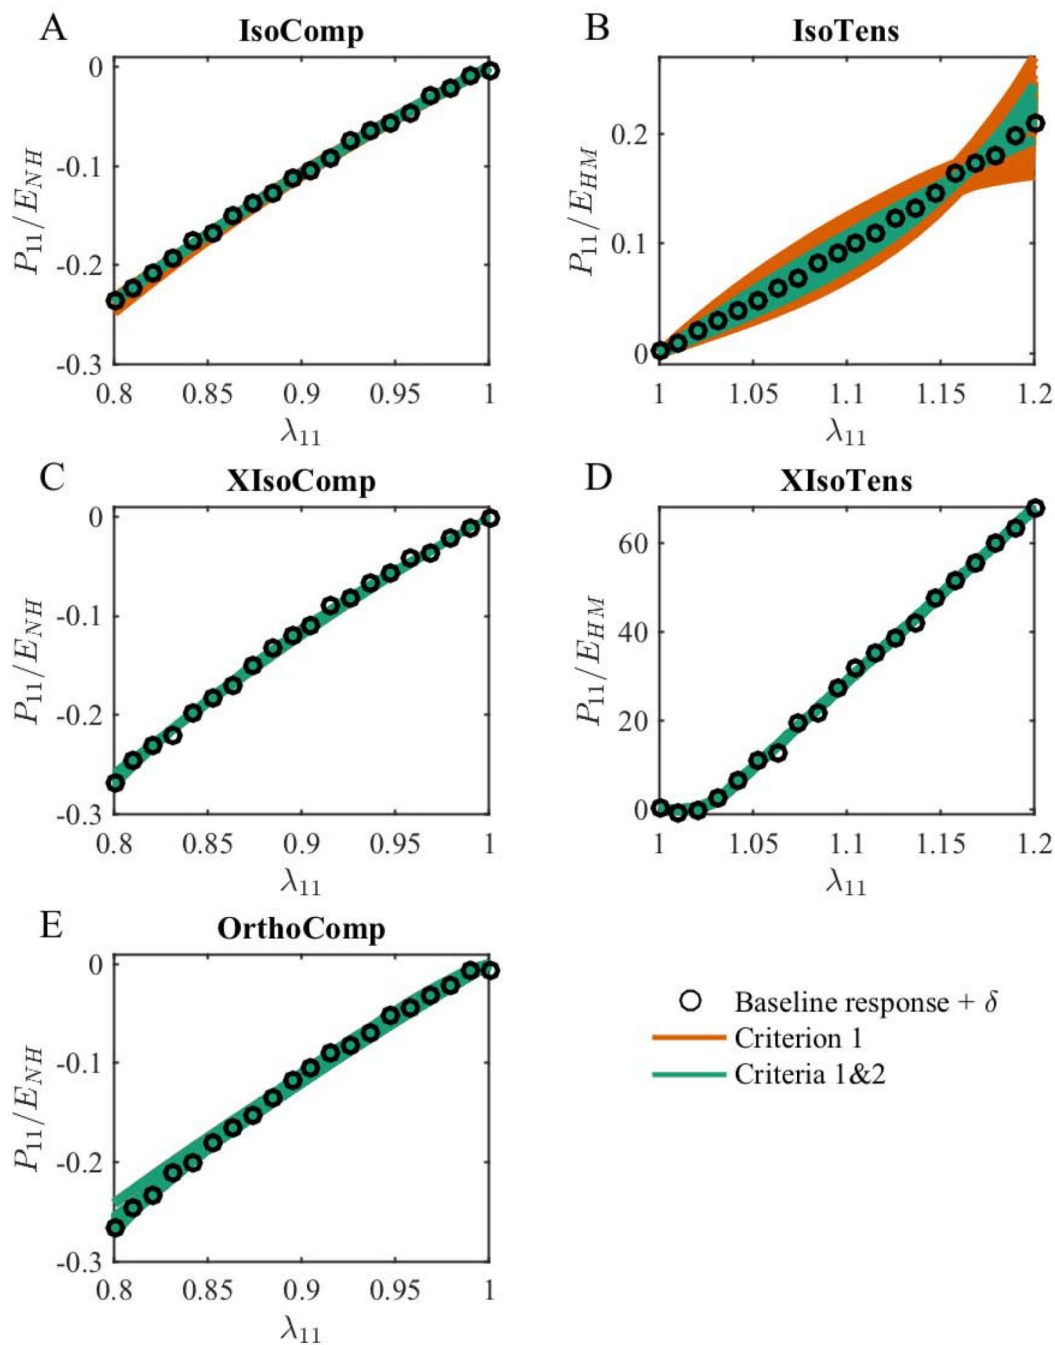 A
IsoComp
0
-0.1
-0.2
-0.3
P11/ENH
0.8 0.85 0.9 0.95 1
λ11
B
IsoTens
0.2
0.1
0
P11/EHM
1 1.05 1.1 1.15 1.2
λ11
C
XIsoComp
0
-0.1
-0.2
-0.3
P11/ENH
0.8 0.85 0.9 0.95 1
λ11
D
XIsoTens
60
40
20
0
P11/EHM
1 1.05 1.1 1.15 1.2
λ11
E
OrthoComp
0
-0.1
-0.2
-0.3
P11/ENH
0.8 0.85 0.9 0.95 1
λ11
Baseline response + δ
Criterion 1
Criteria 1&2